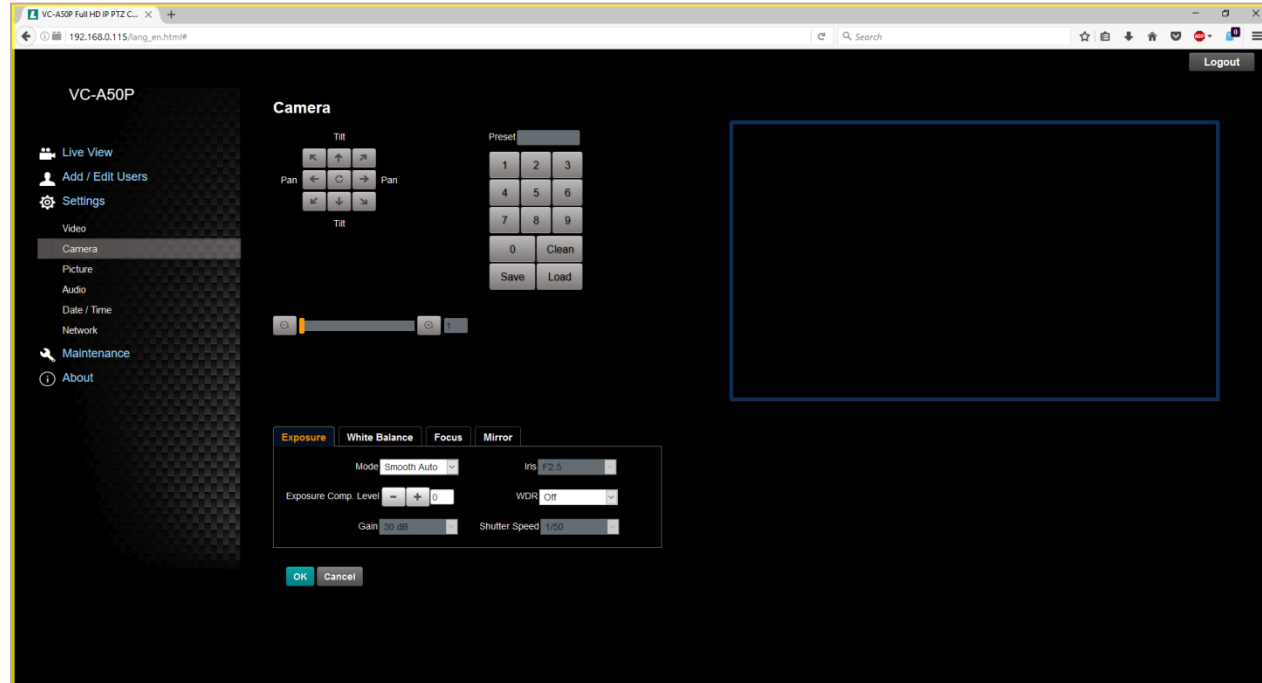 VC-A50P Full HD IP PTZ C...
192.168.0.115/lang_en.html#
Search
ABP
0
Logout
VC-A50P
Live View
Add / Edit Users
Settings
Video
Camera
Picture
Audio
Date / Time
Network
Maintenance
About
Camera
Tilt
Pan
Pan
Tilt
Preset
1 2 3
4 5 6
7 8 9
0 Clean
Save Load
1
Exposure White Balance Focus Mirror
Mode Smooth Auto Iris F2.5
Exposure Comp. Level - + 0 WDR Off
Gain 30 dB Shutter Speed 1/50
OK Cancel